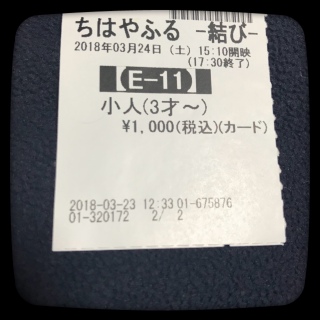 ちはやふる -結び-
2018年03月24日（土）15:10開映
(17:30終了)
【E-11】
小人(3才～)
¥1,000(税込)(カード)
2018-03-23 12:33 01-675876
01-320172 2/ 2